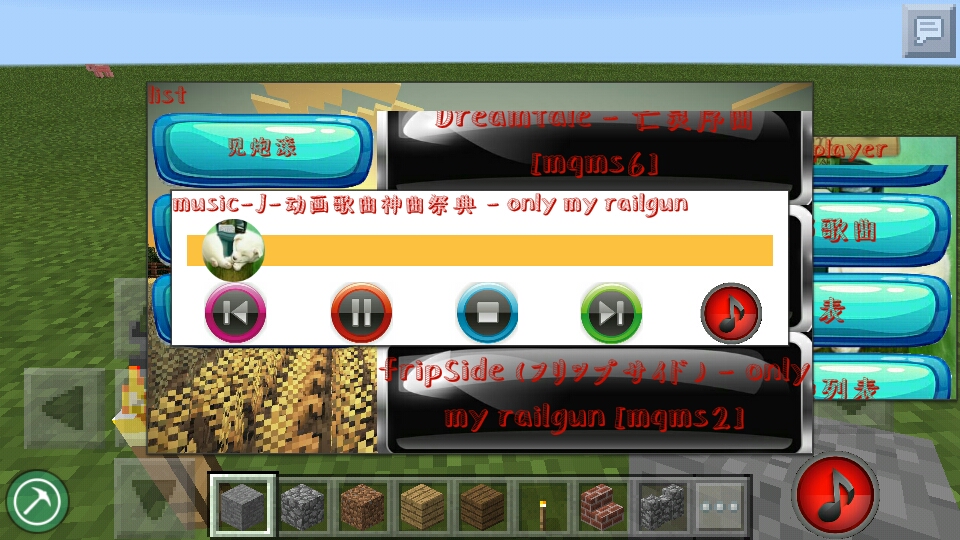 list
Dreamtale - 亡灵序曲
[mqms6]
见炮滚
player
music-J-动画歌曲神曲祭典 - only my railgun
歌曲
表
fripSide (フリップサイド) - only
my railgun [mqms2]
列表